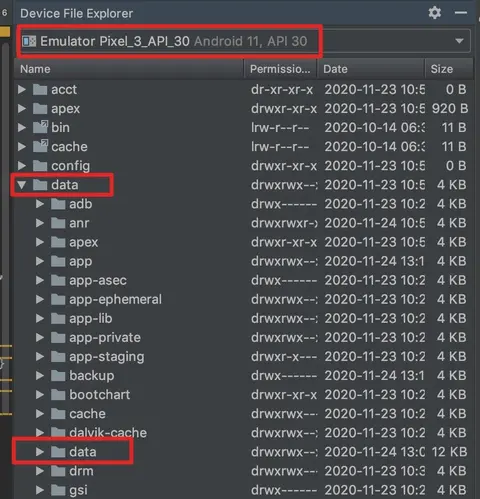 6
Device File Explorer
Emulator Pixel_3_API_30 Android 11, API 30
Name Permissio... Date Size
acct dr-xr-xr-x 2020-11-23 10:5 0 B
apex drwxr-xr-x 2020-11-23 10:5 920 B
bin lrw-r--r-- 2020-10-14 06:3 11 B
cache lrw-r--r-- 2020-10-14 06:3 11 B
config drwxr-xr-x 2020-11-23 10:5 0 B
data drwxrwx--x 2020-11-23 10:5 4 KB
adb drwx------ 2020-11-23 10:2 4 KB
anr drwxrwxr-x 2020-11-24 10:5 4 KB
apex drwxr-xr-x 2020-11-23 10:2 4 KB
app drwxrwx--x 2020-11-24 13:1 4 KB
app-asec drwx------ 2020-11-23 10:2 4 KB
app-ephemeral drwxrwx--x 2020-11-23 10:2 4 KB
app-lib drwxrwx--x 2020-11-23 10:2 4 KB
app-private drwxrwx--x 2020-11-23 10:2 4 KB
app-staging drwxr-x--- 2020-11-23 10:2 4 KB
backup drwx------ 2020-11-24 13:1 4 KB
bootchart drwxr-xr-x 2020-11-23 10:2 4 KB
cache drwxrwx--- 2020-11-23 10:2 4 KB
dalvik-cache drwxrwx--x 2020-11-23 10:2 4 KB
data drwxrwx--x 2020-11-24 13:0 12 KB
drm drwxrwx--- 2020-11-23 10:2 4 KB
gsi drwxrwx--x 2020-11-23 10:2 4 KB